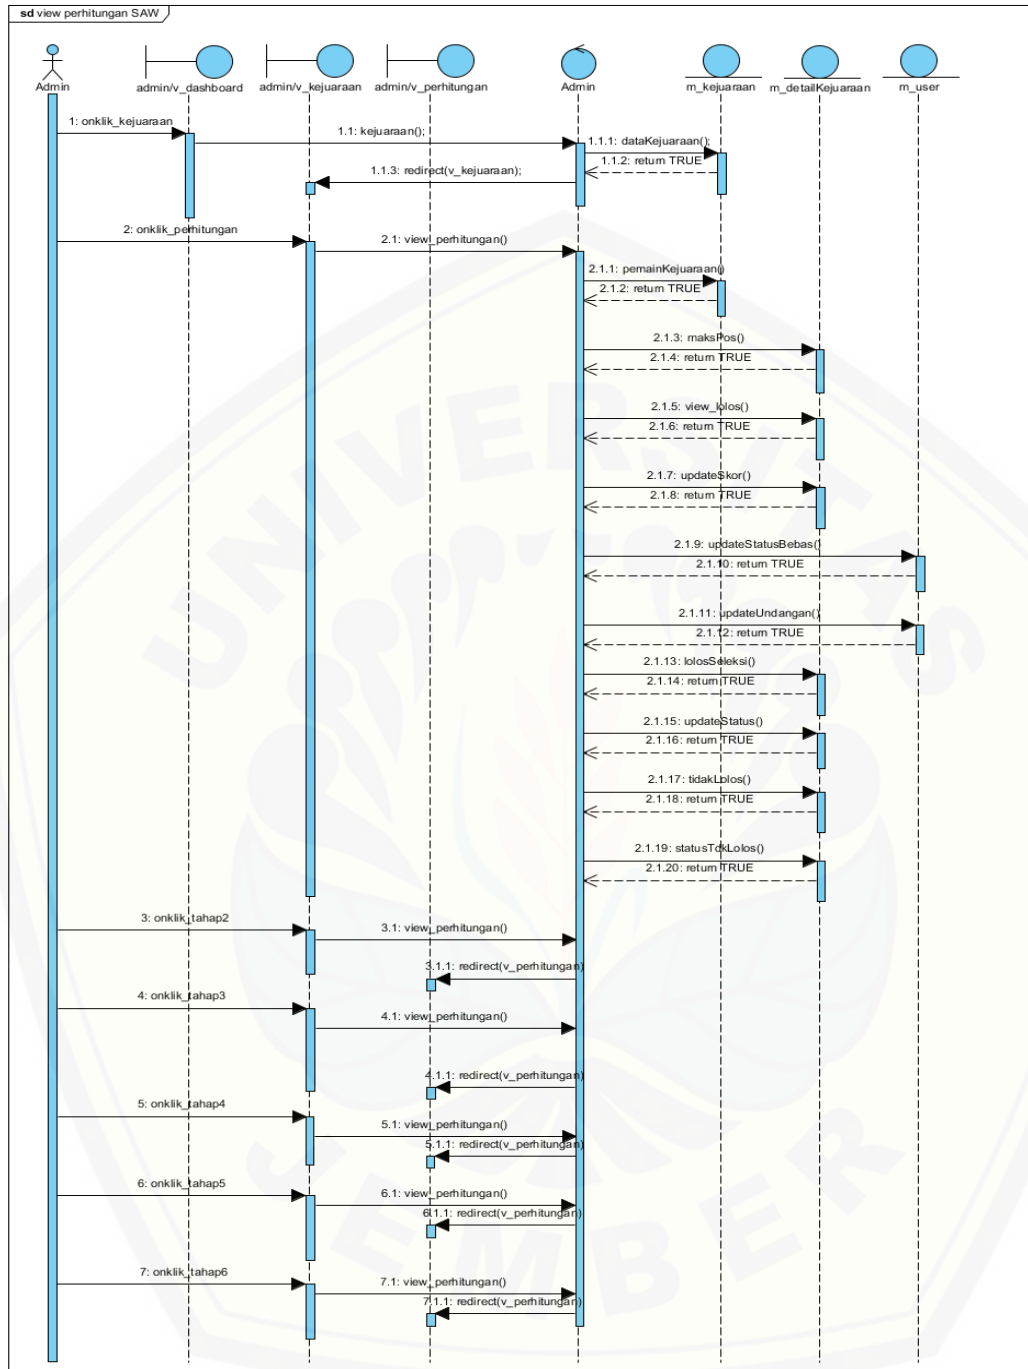 sd view perhitungan SAW
Admin
admin/v_dashboard
admin/v_kejuaraan
admin/v_perhitungan
Admin
m_kejuaraan
m_detailKejuaraan
m_user
1: onklik_kejuaraan
1.1: kejuaraan();
1.1.1: dataKejuaraan();
1.1.2: return TRUE
1.1.3: redirect(v_kejuaraan);
2: onklik_perhitungan
2.1: view_perhitungan()
2.1.1: pemainKejuaraan()
2.1.2: return TRUE
2.1.3: maksPos()
2.1.4: return TRUE
2.1.5: view_lolos()
2.1.6: return TRUE
2.1.7: updateSkor()
2.1.8: return TRUE
2.1.9: updateStatusBebas()
2.1.10: return TRUE
2.1.11: updateUndangan()
2.1.12: return TRUE
2.1.13: lolosSeleksi()
2.1.14: return TRUE
2.1.15: updateStatus()
2.1.16: return TRUE
2.1.17: tidakLolos()
2.1.18: return TRUE
2.1.19: statusTdkLolos()
2.1.20: return TRUE
3: onklik_tahap2
3.1: view_perhitungan()
3.1.1: redirect(v_perhitungan)
4: onklik_tahap3
4.1: view_perhitungan()
4.1.1: redirect(v_perhitungan)
5: onklik_tahap4
5.1: view_perhitungan()
5.1.1: redirect(v_perhitungan)
6: onklik_tahap5
6.1: view_perhitungan()
6.1.1: redirect(v_perhitungan)
7: onklik_tahap6
7.1: view_perhitungan()
7.1.1: redirect(v_perhitungan)
UNIVERSITAS
JEMBER